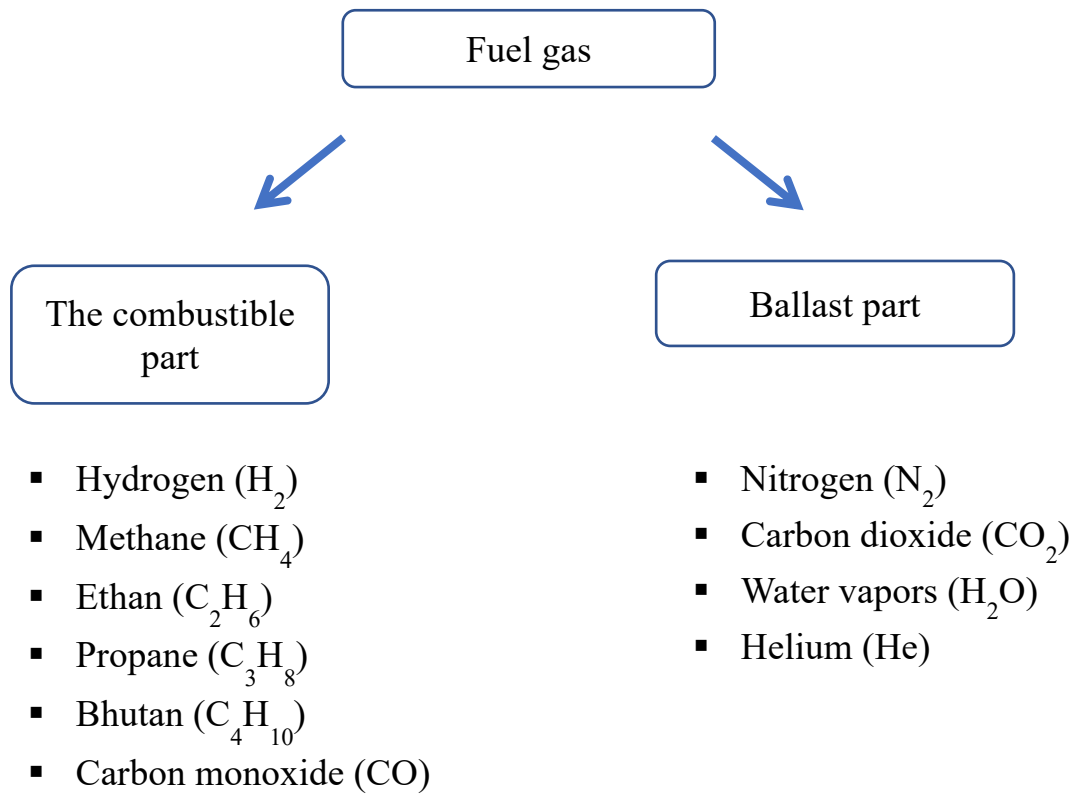 Fuel gas
The combustible
part
Ballast part
▪ Hydrogen (H₂)
▪ Methane (CH₄)
▪ Ethan (C₂H₆)
▪ Propane (C₃H₈)
▪ Bhutan (C₄H₁₀)
▪ Carbon monoxide (CO)
▪ Nitrogen (N₂)
▪ Carbon dioxide (CO₂)
▪ Water vapors (H₂O)
▪ Helium (He)